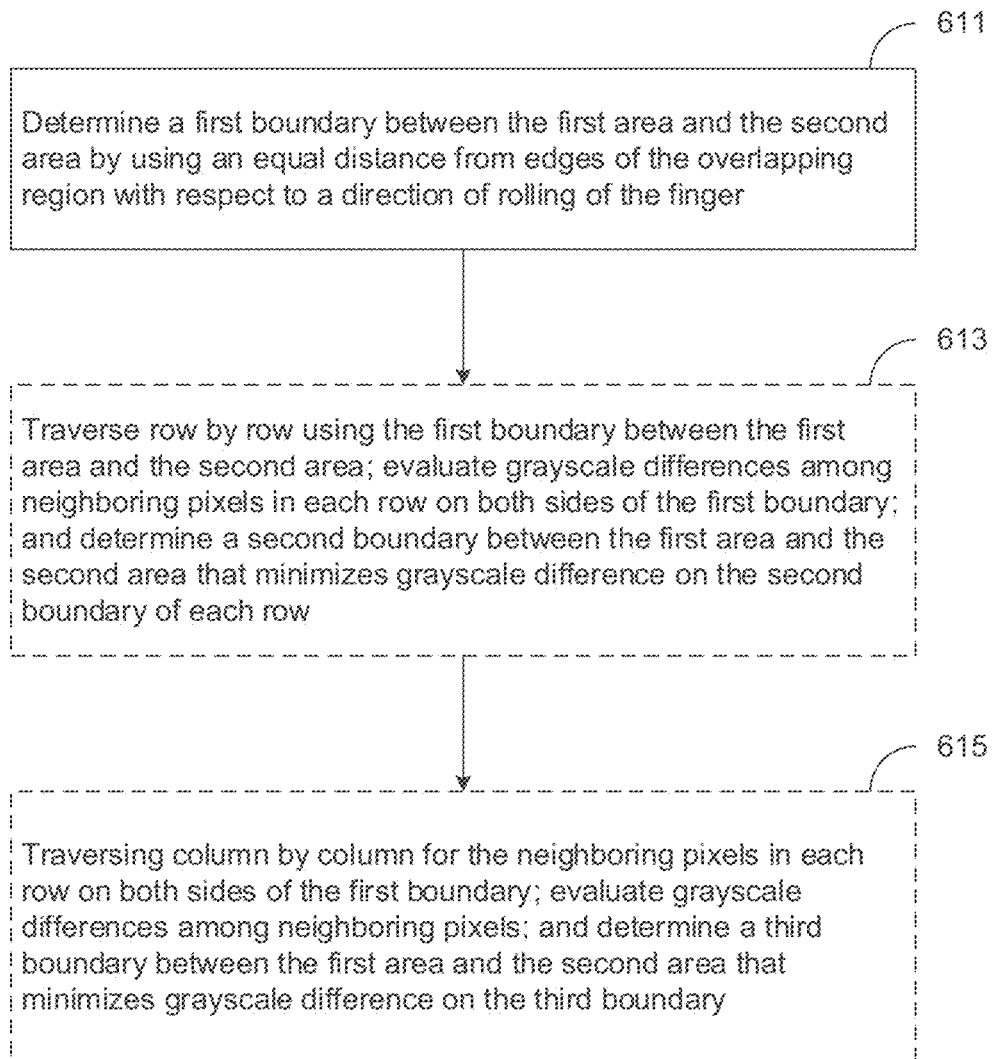 611
Determine a first boundary between the first area and the second
area by using an equal distance from edges of the overlapping
region with respect to a direction of rolling of the finger
613
Traverse row by row using the first boundary between the first
area and the second area; evaluate grayscale differences among
neighboring pixels in each row on both sides of the first boundary;
and determine a second boundary between the first area and the
second area that minimizes grayscale difference on the second
boundary of each row
615
Traversing column by column for the neighboring pixels in each
row on both sides of the first boundary; evaluate grayscale
differences among neighboring pixels; and determine a third
boundary between the first area and the second area that
minimizes grayscale difference on the third boundary